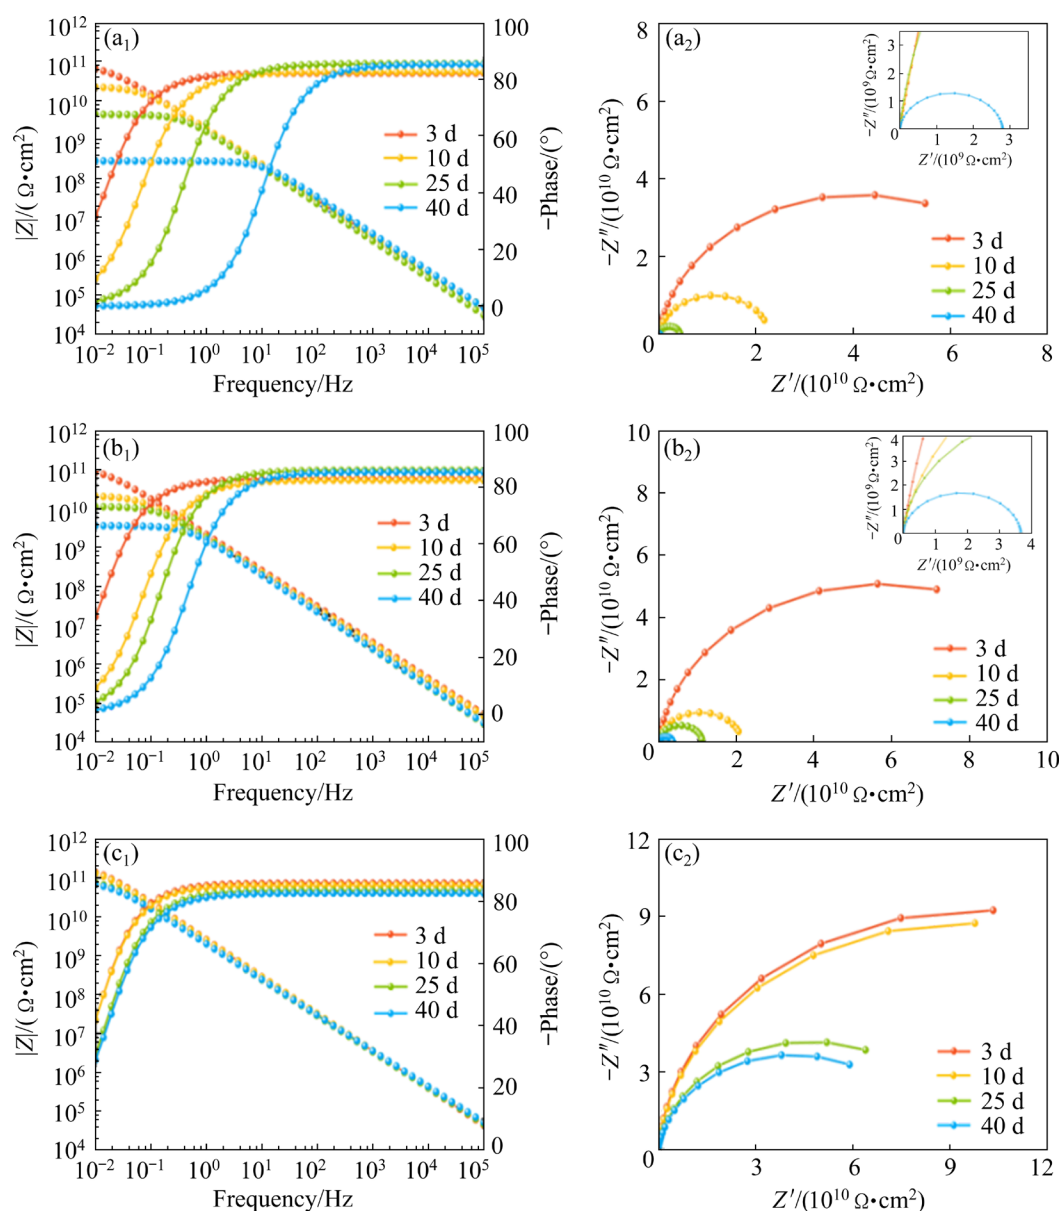 (a₁)
10¹²
10¹¹
10¹⁰
10⁹
10⁸
10⁷
10⁶
10⁵
10⁴
|Z|/(Ω•cm²)
100
80
60
40
20
0
−Phase/(°)
3 d
10 d
25 d
40 d
10⁻² 10⁻¹ 10⁰ 10¹ 10² 10³ 10⁴ 10⁵
Frequency/Hz
(a₂)
8
6
4
2
0
−Z″/(10¹⁰ Ω•cm²)
3
2
1
0
−Z″/(10⁹Ω•cm²)
1 2 3
Z′/(10⁹Ω•cm²)
3 d
10 d
25 d
40 d
2 4 6 8
Z′/(10¹⁰ Ω•cm²)
(b₁)
10¹²
10¹¹
10¹⁰
10⁹
10⁸
10⁷
10⁶
10⁵
10⁴
|Z|/(Ω•cm²)
100
80
60
40
20
0
−Phase/(°)
3 d
10 d
25 d
40 d
10⁻² 10⁻¹ 10⁰ 10¹ 10² 10³ 10⁴ 10⁵
Frequency/Hz
(b₂)
10
8
6
4
2
0
−Z″/(10¹⁰ Ω•cm²)
4
3
2
1
0
−Z″/(10⁹Ω•cm²)
1 2 3 4
Z′/(10⁹Ω•cm²)
3 d
10 d
25 d
40 d
2 4 6 8 10
Z′/(10¹⁰ Ω•cm²)
(c₁)
10¹²
10¹¹
10¹⁰
10⁹
10⁸
10⁷
10⁶
10⁵
10⁴
|Z|/(Ω•cm²)
100
80
60
40
20
0
−Phase/(°)
3 d
10 d
25 d
40 d
10⁻² 10⁻¹ 10⁰ 10¹ 10² 10³ 10⁴ 10⁵
Frequency/Hz
(c₂)
12
9
6
3
0
−Z″/(10¹⁰ Ω•cm²)
3 d
10 d
25 d
40 d
3 6 9 12
Z′/(10¹⁰ Ω•cm²)